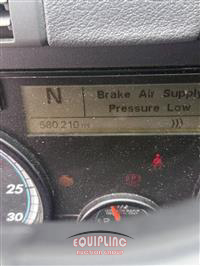 N
Brake Air Supply
Pressure Low
580,210
25
30
EQUIPLINC